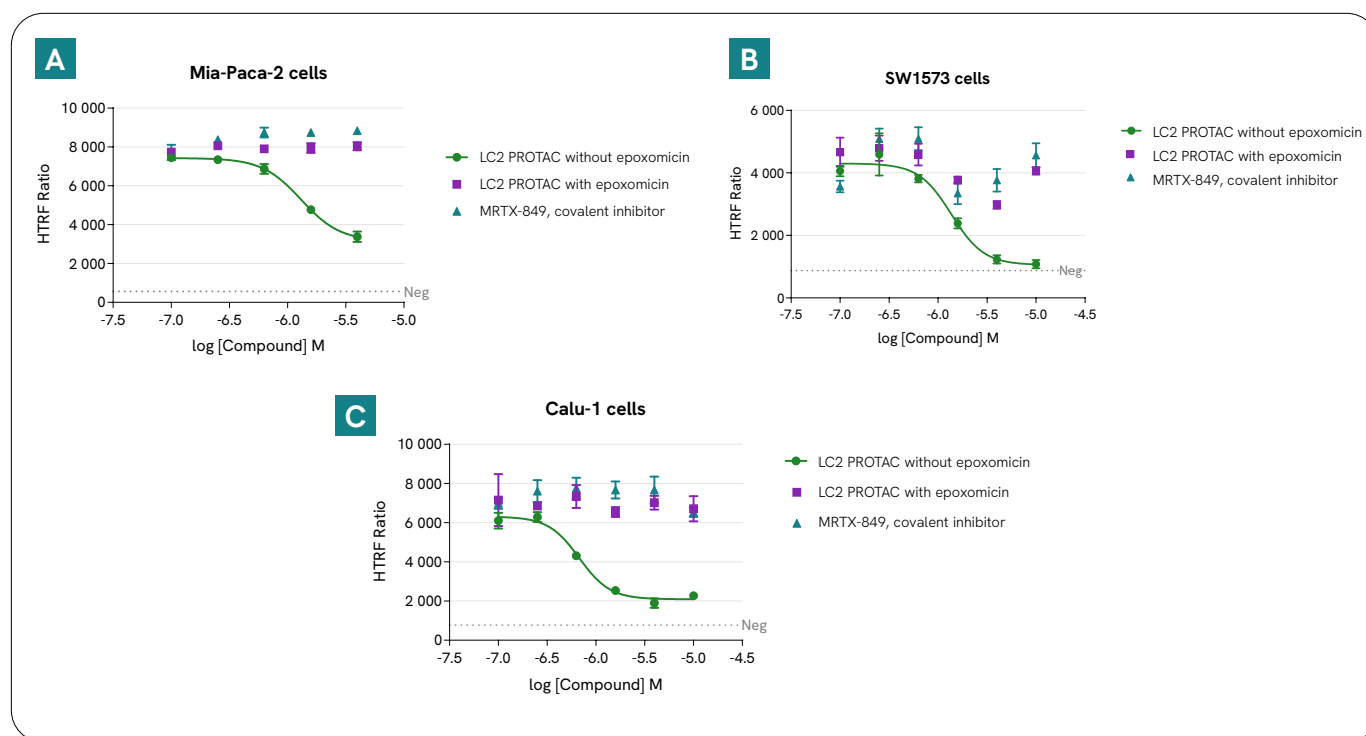 A
Mia-Paca-2 cells
10 000
8 000
6 000
4 000
2 000
0
HTRF Ratio
Neg
-7.5 -7.0 -6.5 -6.0 -5.5 -5.0
log [Compound] M
LC2 PROTAC without epoxomicin
LC2 PROTAC with epoxomicin
MRTX-849, covalent inhibitor
B
SW1573 cells
6 000
4 000
2 000
0
HTRF Ratio
Neg
-7.5 -7.0 -6.5 -6.0 -5.5 -5.0 -4.5
log [Compound] M
LC2 PROTAC without epoxomicin
LC2 PROTAC with epoxomicin
MRTX-849, covalent inhibitor
C
Calu-1 cells
10 000
8 000
6 000
4 000
2 000
0
HTRF Ratio
Neg
-7.5 -7.0 -6.5 -6.0 -5.5 -5.0 -4.5
log [Compound] M
LC2 PROTAC without epoxomicin
LC2 PROTAC with epoxomicin
MRTX-849, covalent inhibitor